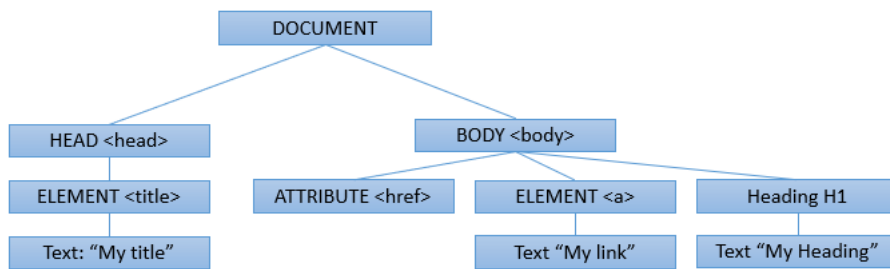 DOCUMENT
HEAD <head>
BODY <body>
ELEMENT <title>
ATTRIBUTE <href>
ELEMENT <a>
Heading H1
Text: “My title”
Text “My link”
Text “My Heading”